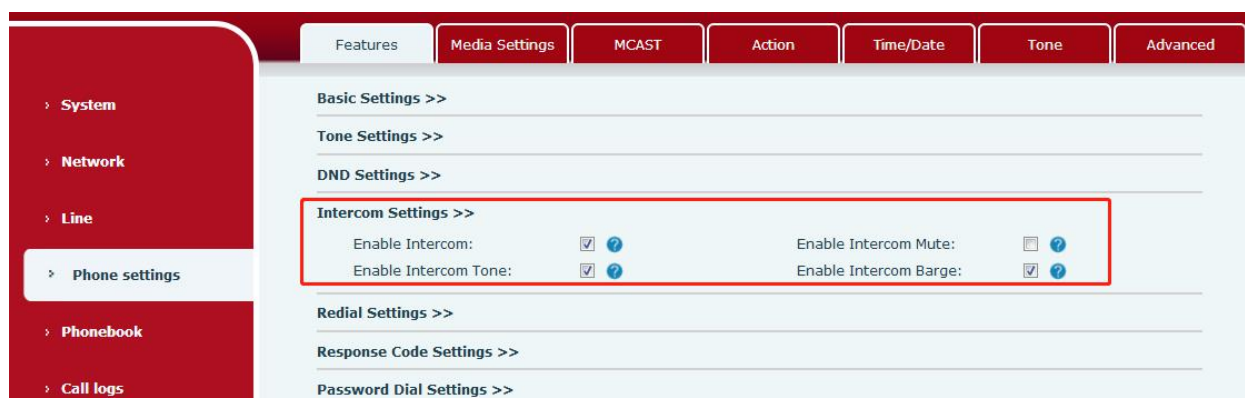 Features Media Settings MCAST Action Time/Date Tone Advanced
› System
› Network
› Line
› Phone settings
› Phonebook
› Call logs
Basic Settings >>
Tone Settings >>
DND Settings >>
Intercom Settings >>
Enable Intercom: ? Enable Intercom Mute: ?
Enable Intercom Tone: ? Enable Intercom Barge: ?
Redial Settings >>
Response Code Settings >>
Password Dial Settings >>